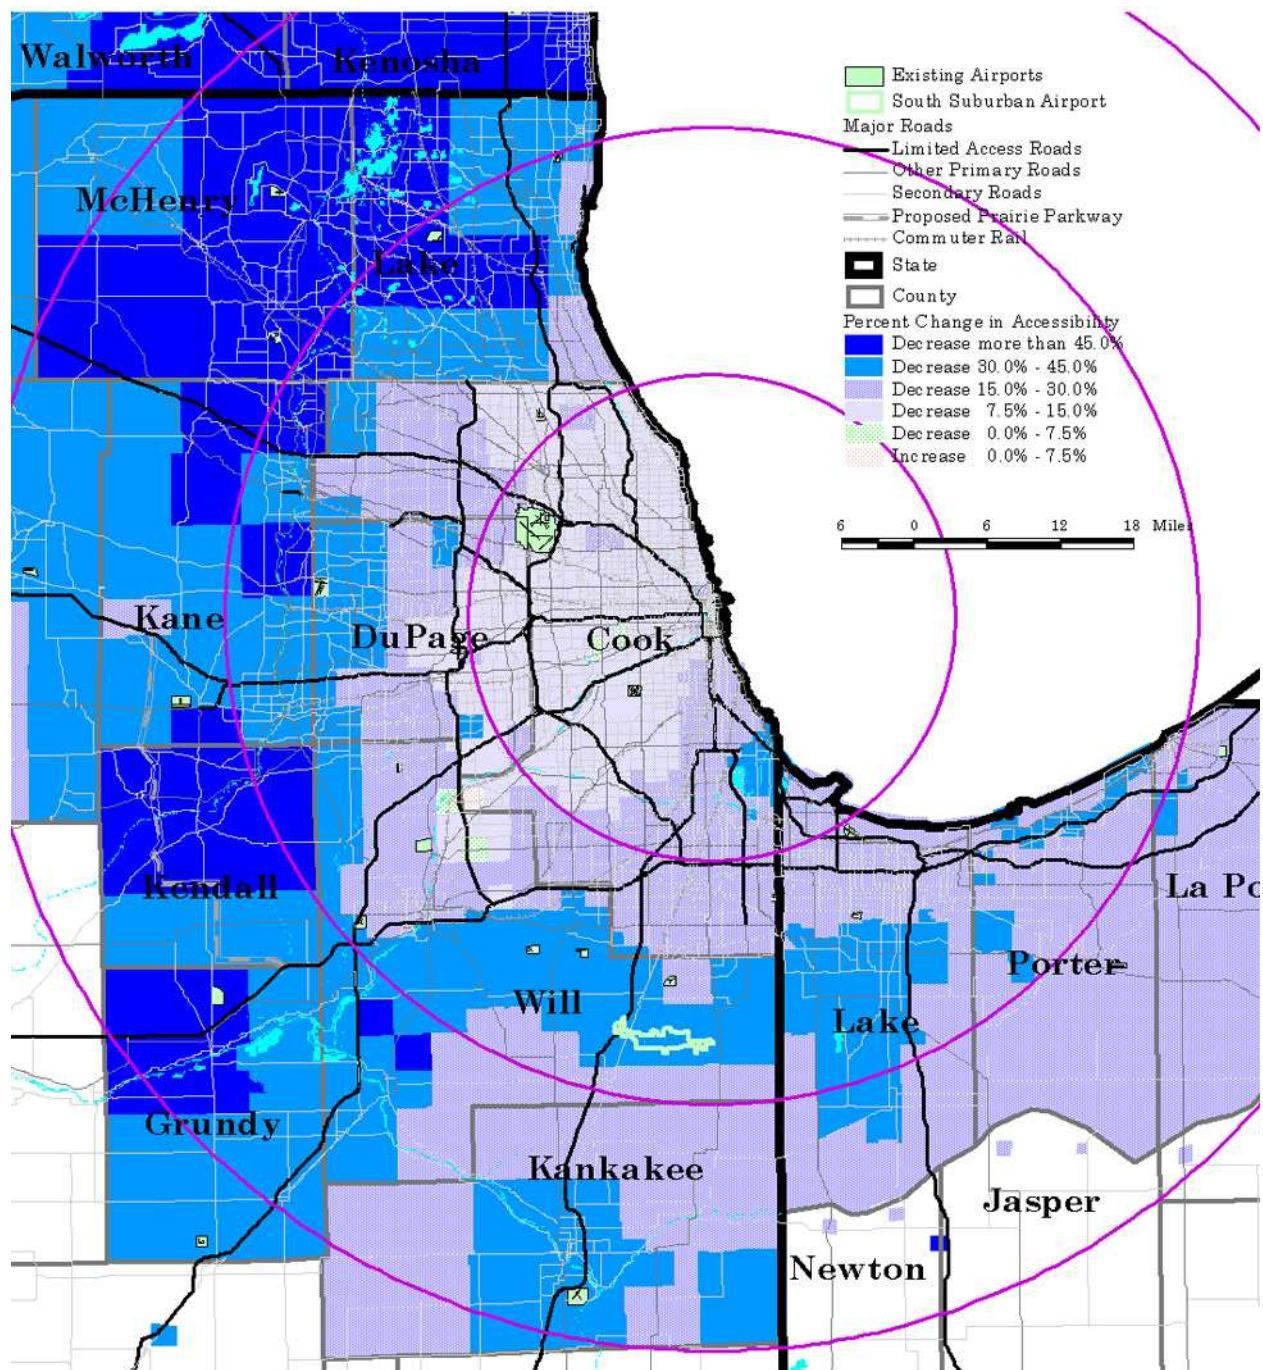 Walworth
Kenosha
Existing Airports
South Suburban Airport
Major Roads
Limited Access Roads
Other Primary Roads
Secondary Roads
Proposed Prairie Parkway
Commuter Rail
State
County
Percent Change in Accessibility
Decrease more than 45.0%
Decrease 30.0% - 45.0%
Decrease 15.0% - 30.0%
Decrease 7.5% - 15.0%
Decrease 0.0% - 7.5%
Increase 0.0% - 7.5%
6 0 6 12 18 Miles
McHenry
Lake
Kane
DuPage
Cook
Kendall
La Po
Porter
Will
Lake
Grundy
Kankakee
Jasper
Newton